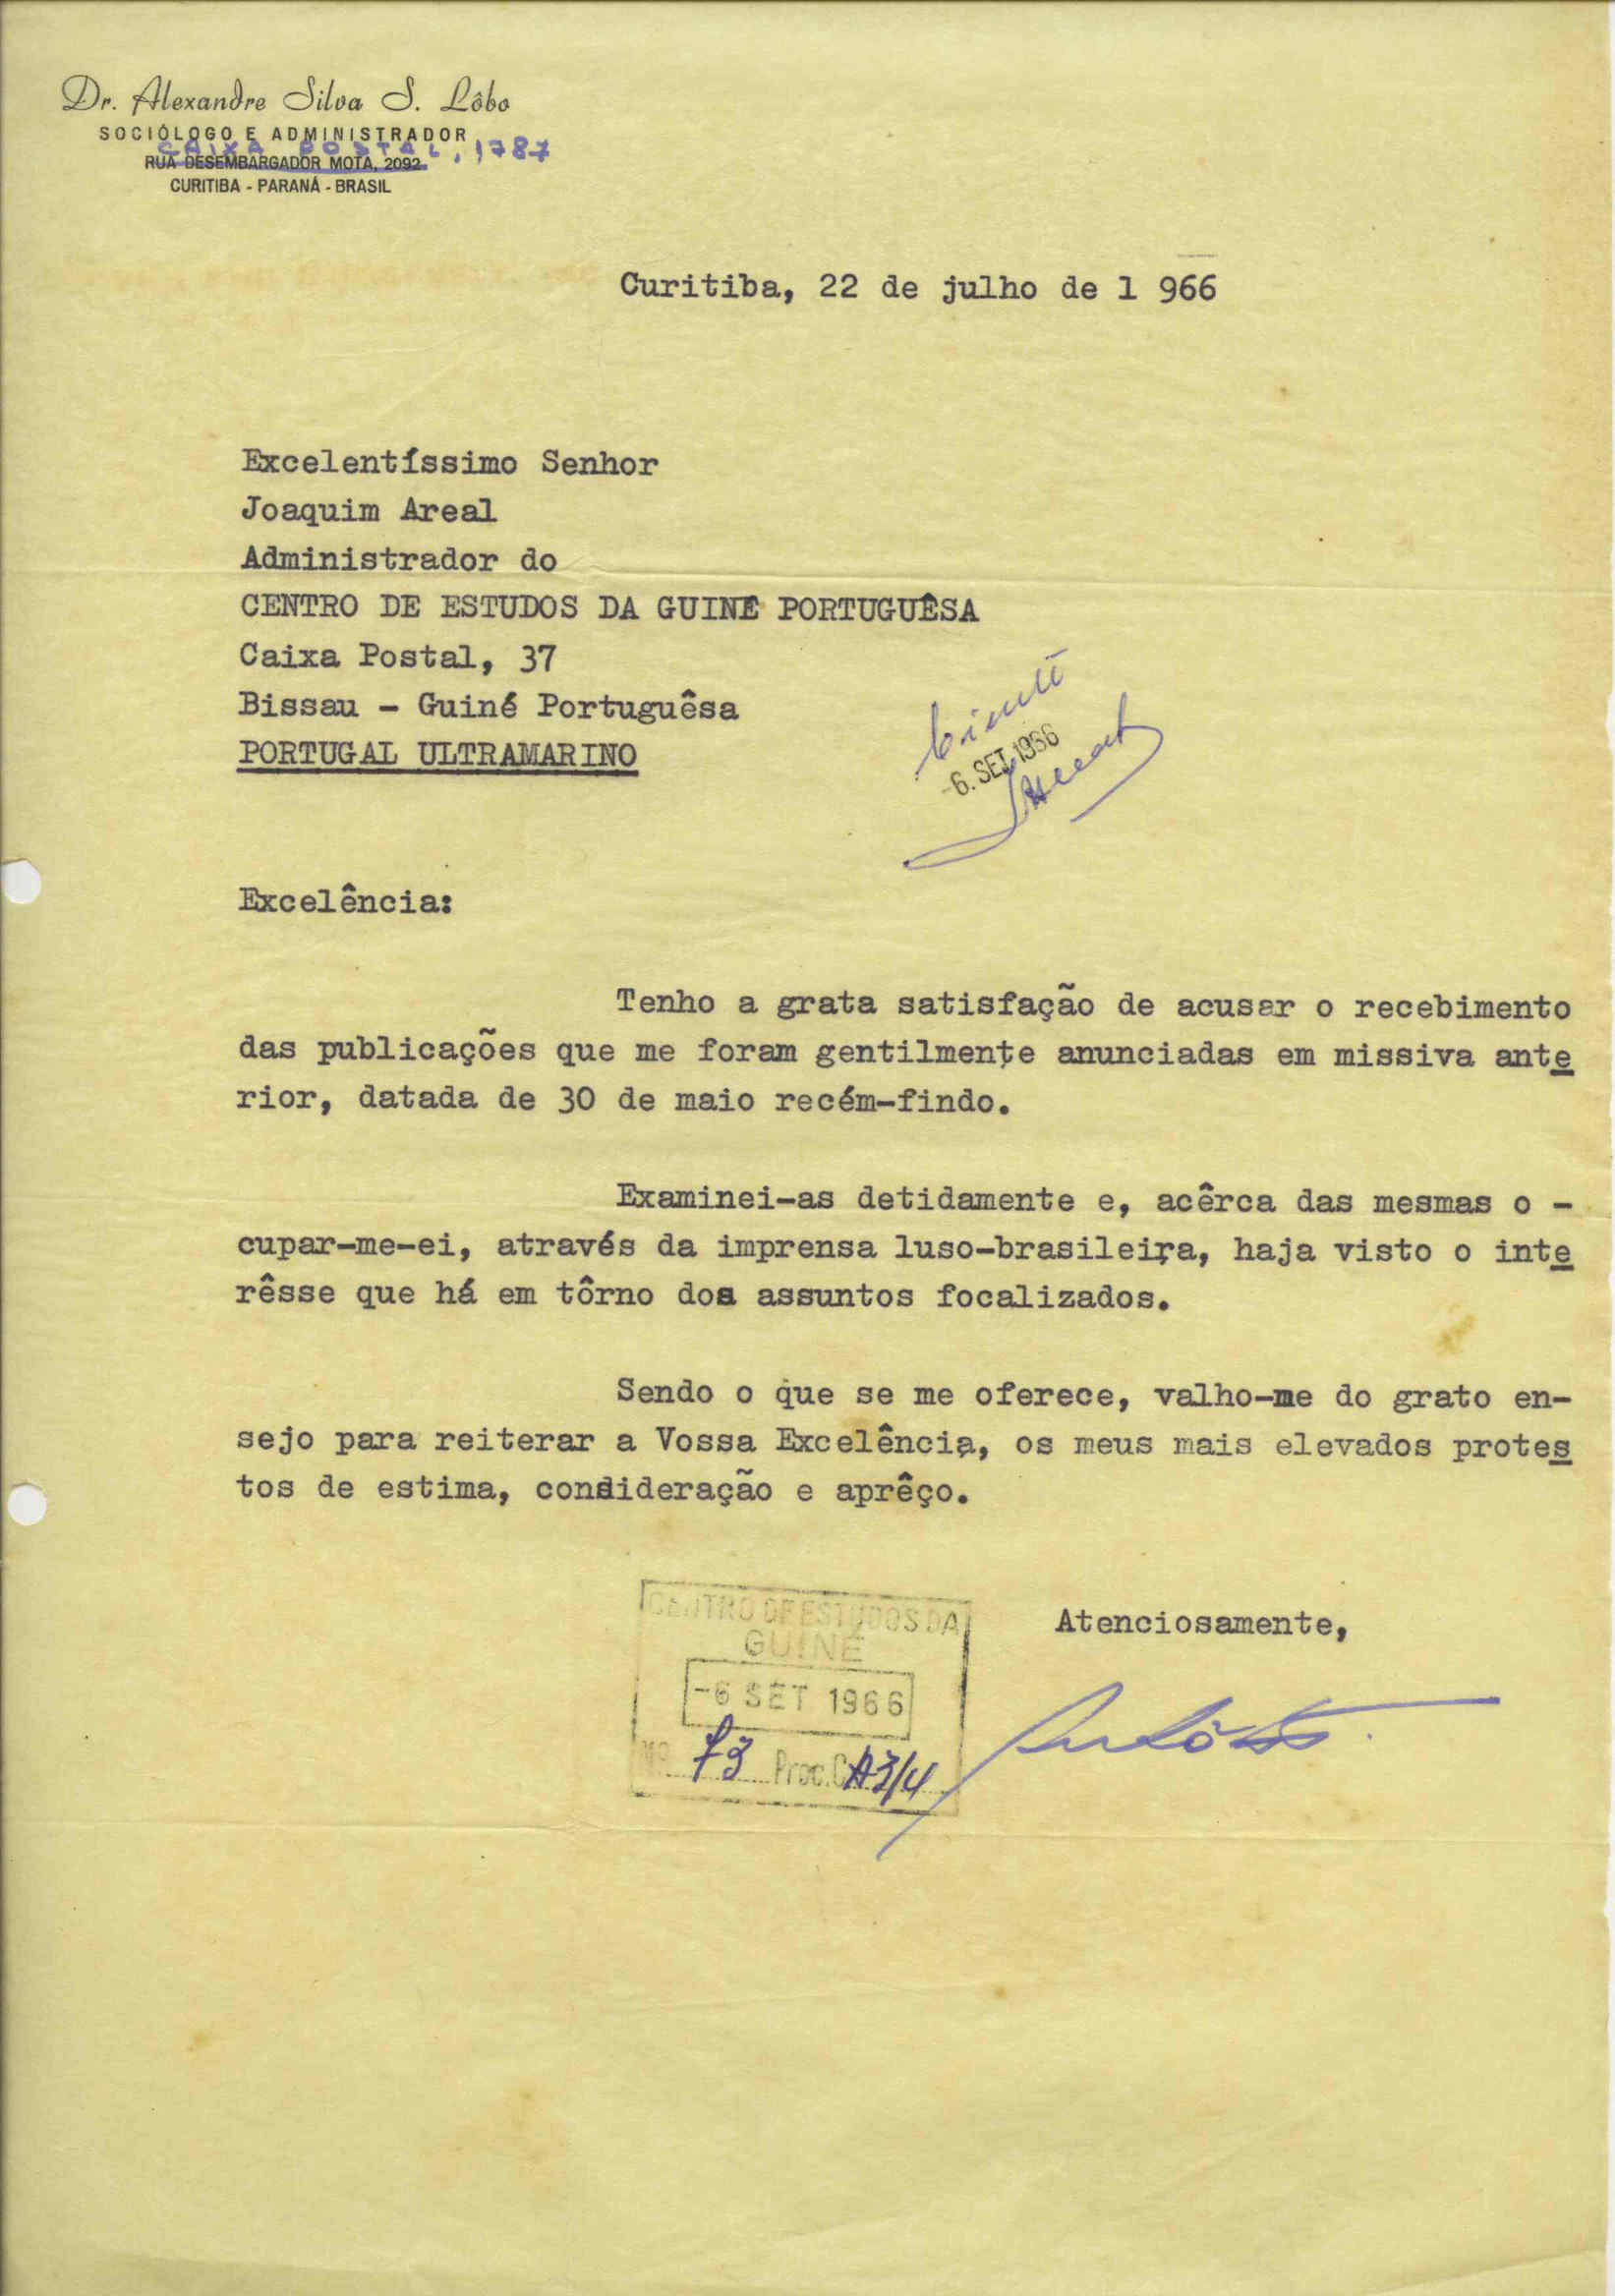 Dr. Alexandre Silva S. Lôbo
SOCIÓLOGO E ADMINISTRADOR
CAIXA POSTAL, 1787
RUA DESEMBARGADOR MOTA, 2092
CURITIBA - PARANÁ - BRASIL
Curitiba, 22 de julho de 1 966
Excelentíssimo Senhor
Joaquim Areal
Administrador do
CENTRO DE ESTUDOS DA GUINÉ PORTUGUÊSA
Caixa Postal, 37
Bissau - Guiné Portuguêsa
PORTUGAL ULTRAMARINO
-6. SET. 1966
Excelência:
Tenho a grata satisfação de acusar o recebimento
das publicações que me foram gentilmente anunciadas em missiva ante
rior, datada de 30 de maio recém-findo.
Examinei-as detidamente e, acêrca das mesmas o -
cupar-me-ei, através da imprensa luso-brasileira, haja visto o inte
rêsse que há em tôrno dos assuntos focalizados.
Sendo o que se me oferece, valho-me do grato en-
sejo para reiterar a Vossa Excelência, os meus mais elevados protes
tos de estima, consideração e aprêço.
Atenciosamente,
CENTRO DE ESTUDOS DA
GUINÉ
-6 SET 1966
Nº 73 Proc. C A3/4